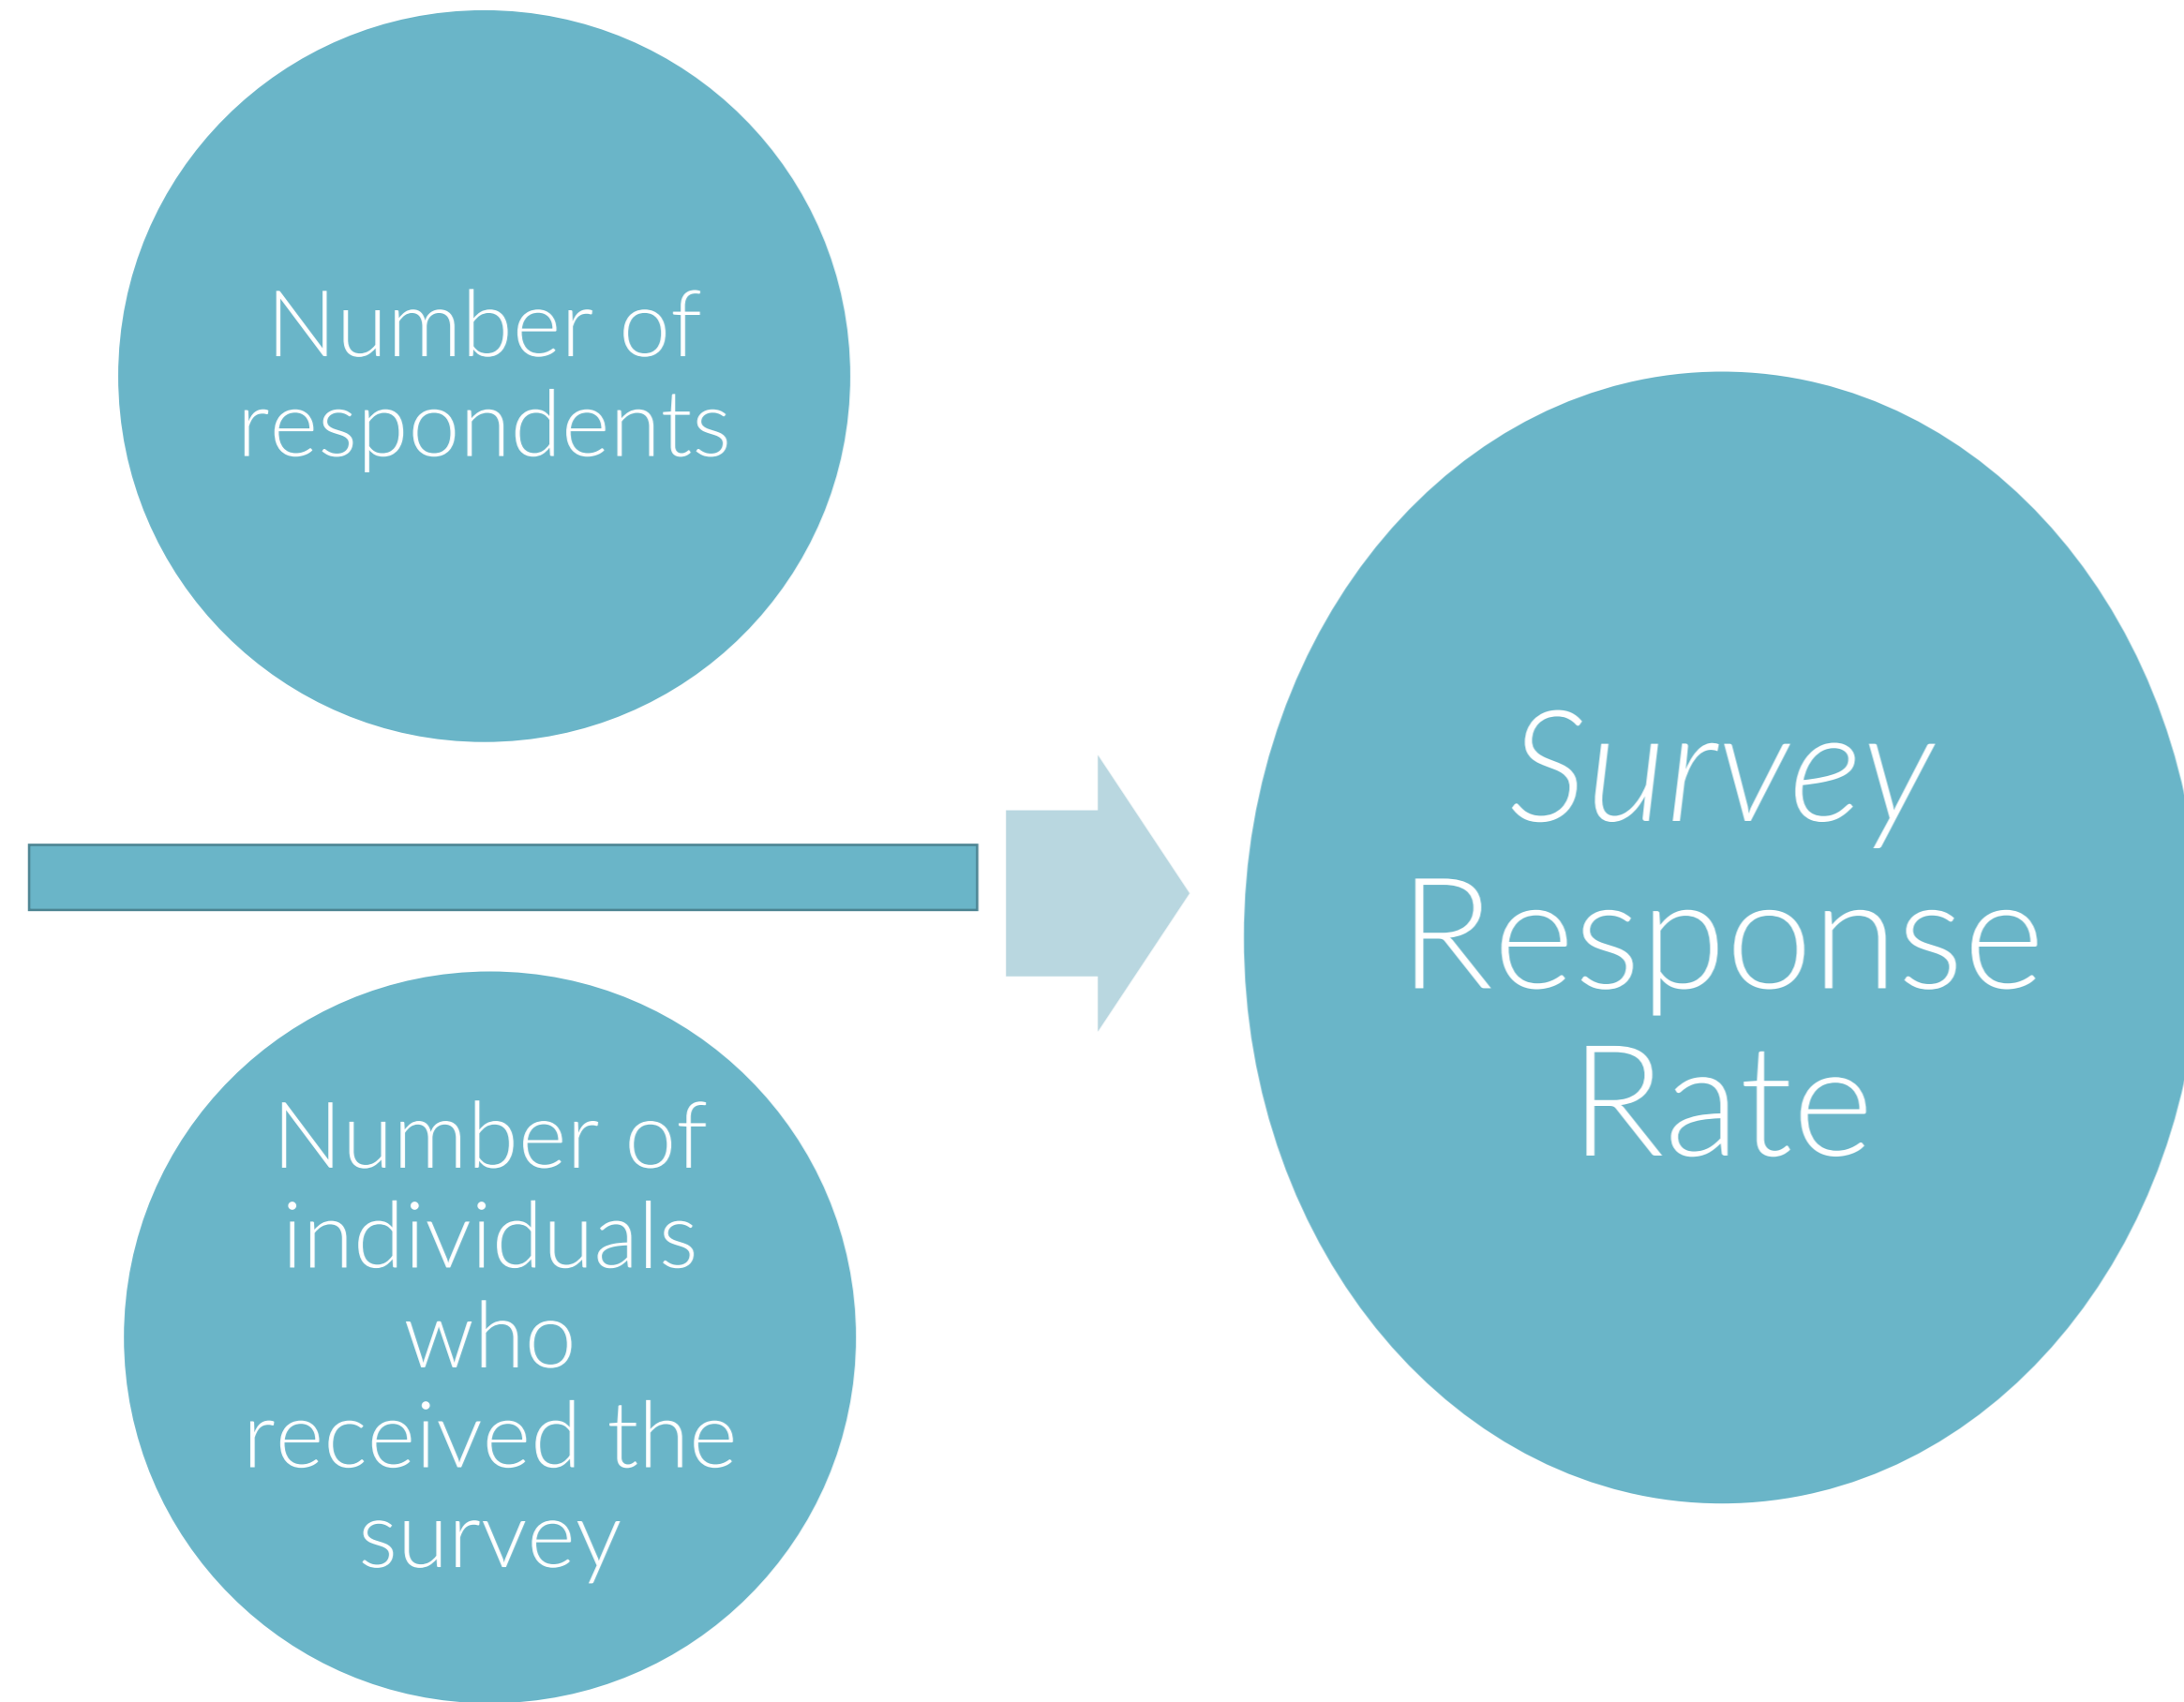 Number of
respondents
Number of
individuals
who
received the
survey
Survey
Response
Rate